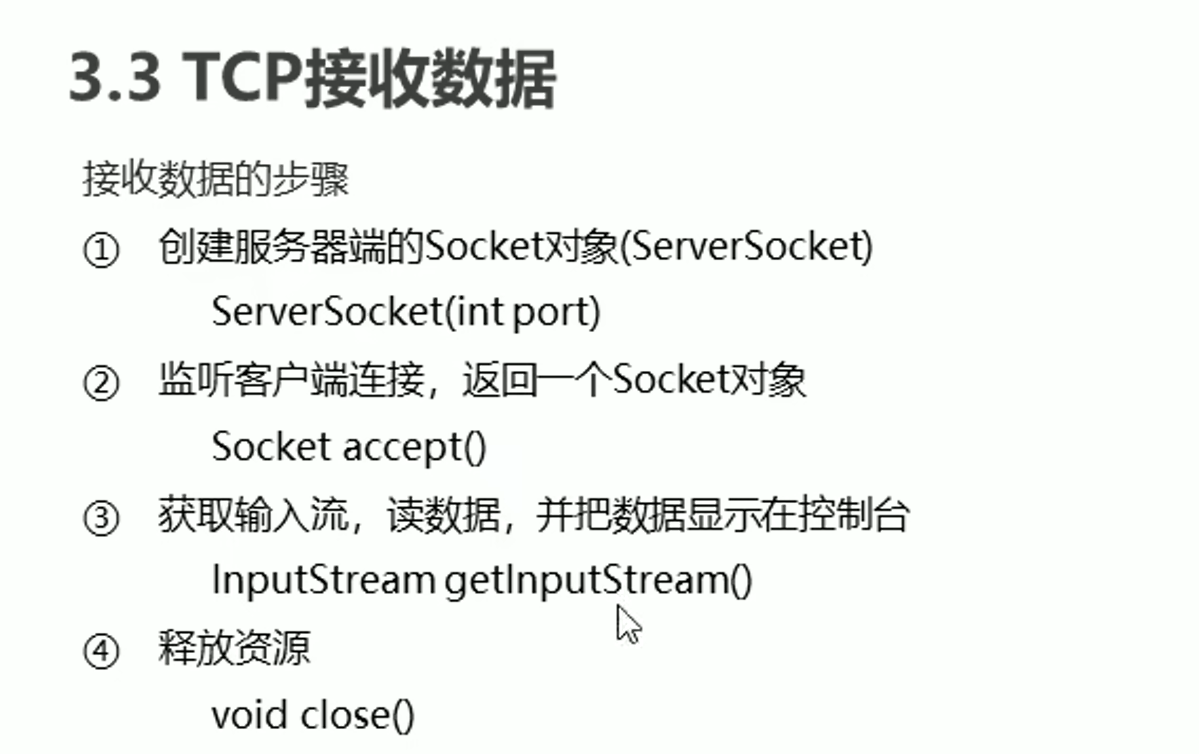 3.3 TCP接收数据
接收数据的步骤
① 创建服务器端的Socket对象(ServerSocket)
ServerSocket(int port)
② 监听客户端连接，返回一个Socket对象
Socket accept()
③ 获取输入流，读数据，并把数据显示在控制台
InputStream getInputStream()
④ 释放资源
void close()